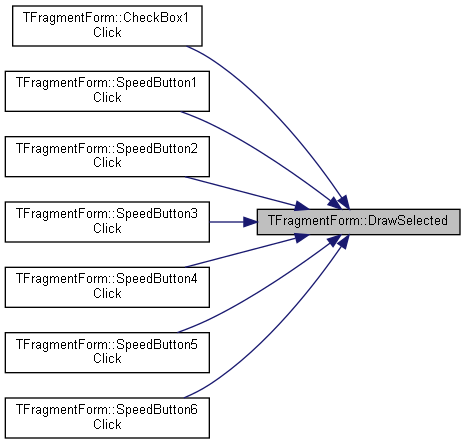 TFragmentForm::CheckBox1
Click
TFragmentForm::SpeedButton1
Click
TFragmentForm::SpeedButton2
Click
TFragmentForm::SpeedButton3
Click
TFragmentForm::DrawSelected
TFragmentForm::SpeedButton4
Click
TFragmentForm::SpeedButton5
Click
TFragmentForm::SpeedButton6
Click